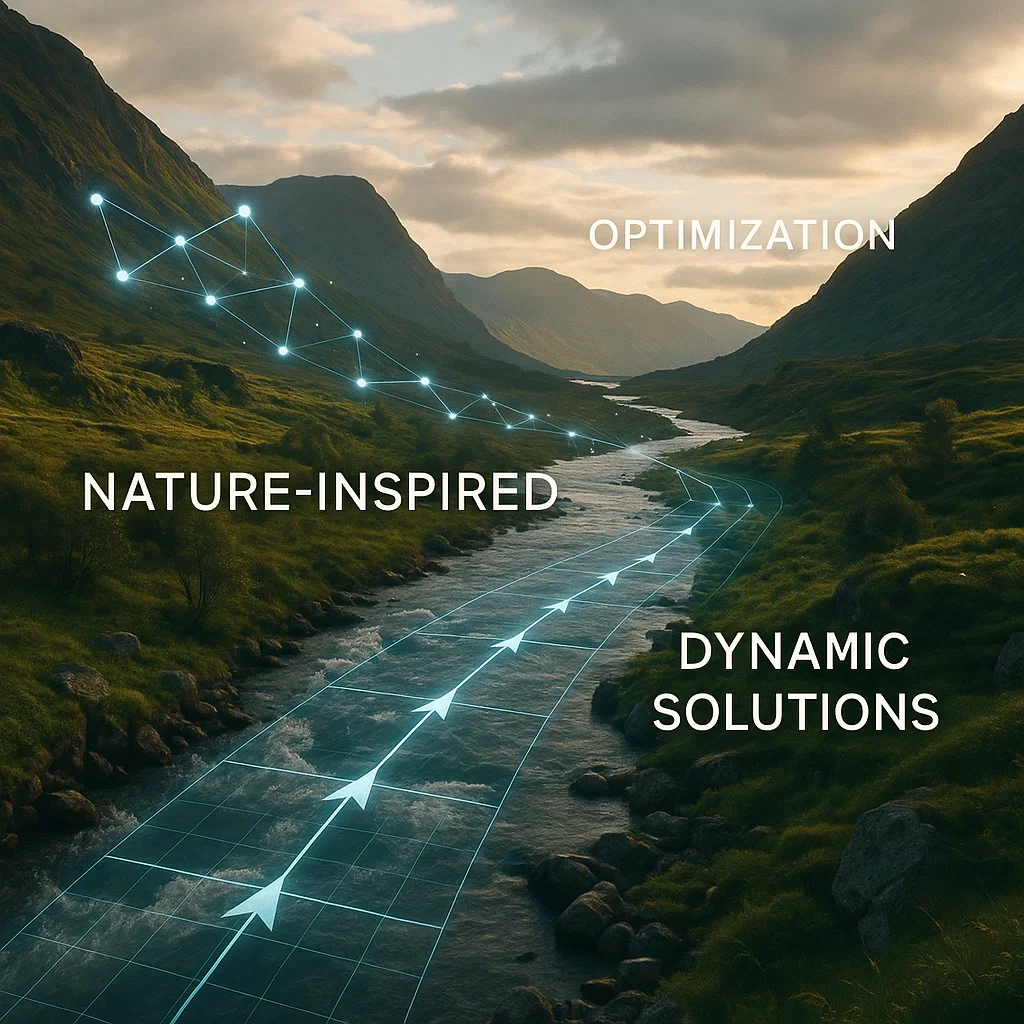 OPTIMIZATION
NATURE-INSPIRED
DYNAMIC
SOLUTIONS